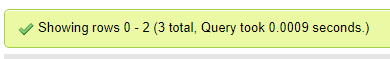 Showing rows 0 - 2 (3 total, Query took 0.0009 seconds.)